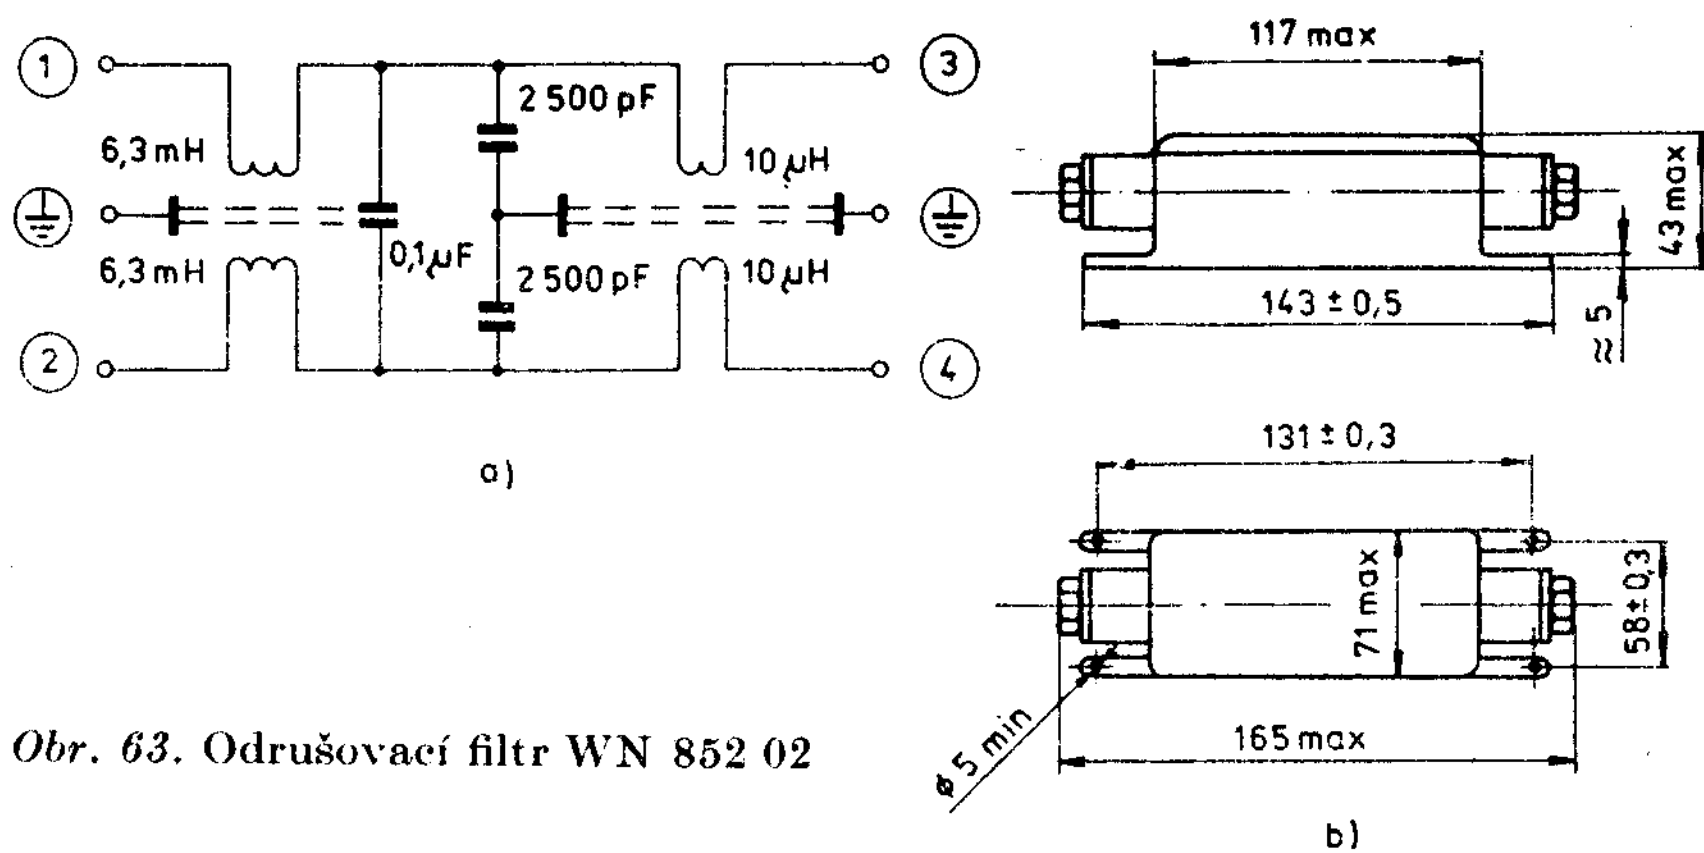 1
3
2 500 pF
6,3 mH
10 μH
0,1 μF
6,3 mH
2 500 pF
10 μH
2
4
a)
117 max
43 max
143 ± 0,5
≈ 5
131 ± 0,3
71 max
58 ± 0,3
ø 5 min
165 max
b)
Obr. 63. Odrušovací filtr WN 852 02